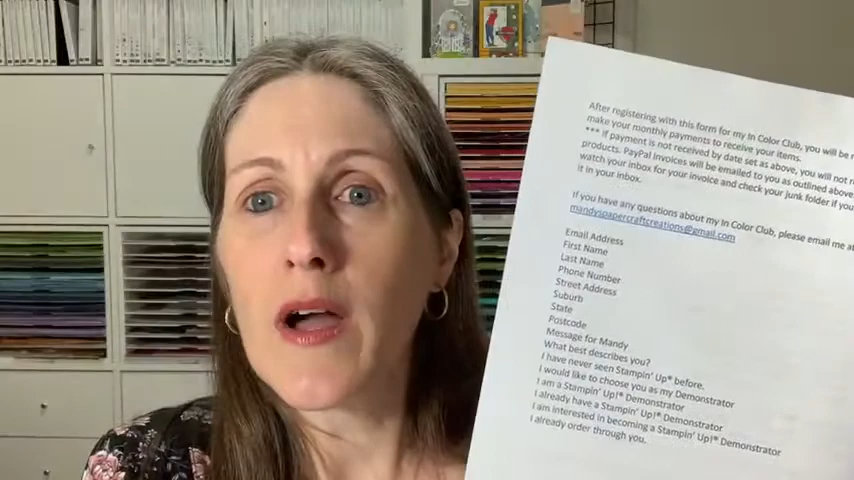 After registering with this form for my In Color Club, you will be
make your monthly payments to receive your items.
*** if payment is not received by date set as above, you will not
products. PayPal invoices will be emailed to you as outlined above
watch your inbox for your invoice and check your junk folder if you
it in your inbox.
If you have any questions about my In Color Club, please email me
mandyspapercraftcreations@gmail.com
Email Address
First Name
Last Name
Phone Number
Street Address
Suburb
State
Postcode
Message for Mandy
What best describes you?
I have never seen Stampin' Up® before.
I would like to choose you as my Demonstrator
I am a Stampin' Up!® Demonstrator
I already have a Stampin' Up!® Demonstrator
I am interested in becoming a Stampin' Up!® Demonstrator
I already order through you.